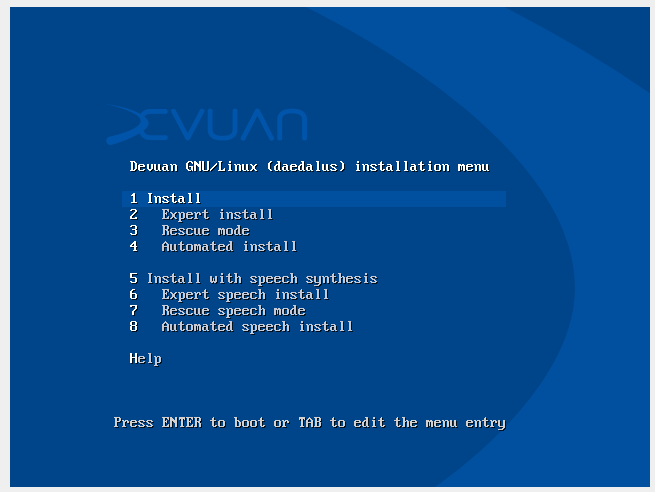 DEVUAN
Devuan GNU/Linux (daedalus) installation menu
1 Install
2 Expert install
3 Rescue mode
4 Automated install
5 Install with speech synthesis
6 Expert speech install
7 Rescue speech mode
8 Automated speech install
Help
Press ENTER to boot or TAB to edit the menu entry